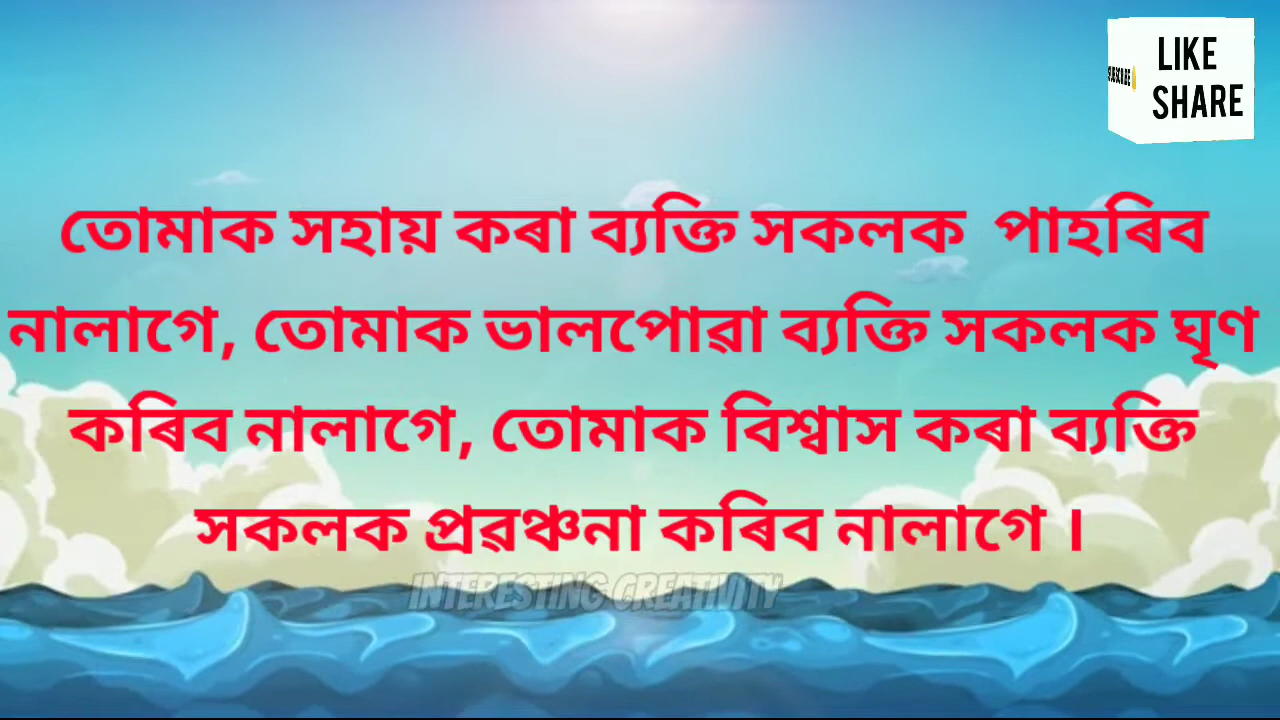 LIKE
SUBSCRIBE
SHARE
তোমাক সহায় কৰা ব্যক্তি সকলক পাহৰিব
নালাগে, তোমাক ভালপোৱা ব্যক্তি সকলক ঘৃণ
কৰিব নালাগে, তোমাক বিশ্বাস কৰা ব্যক্তি
সকলক প্ৰৱঞ্চনা কৰিব নালাগে ।
INTERESTING CREATIVITY